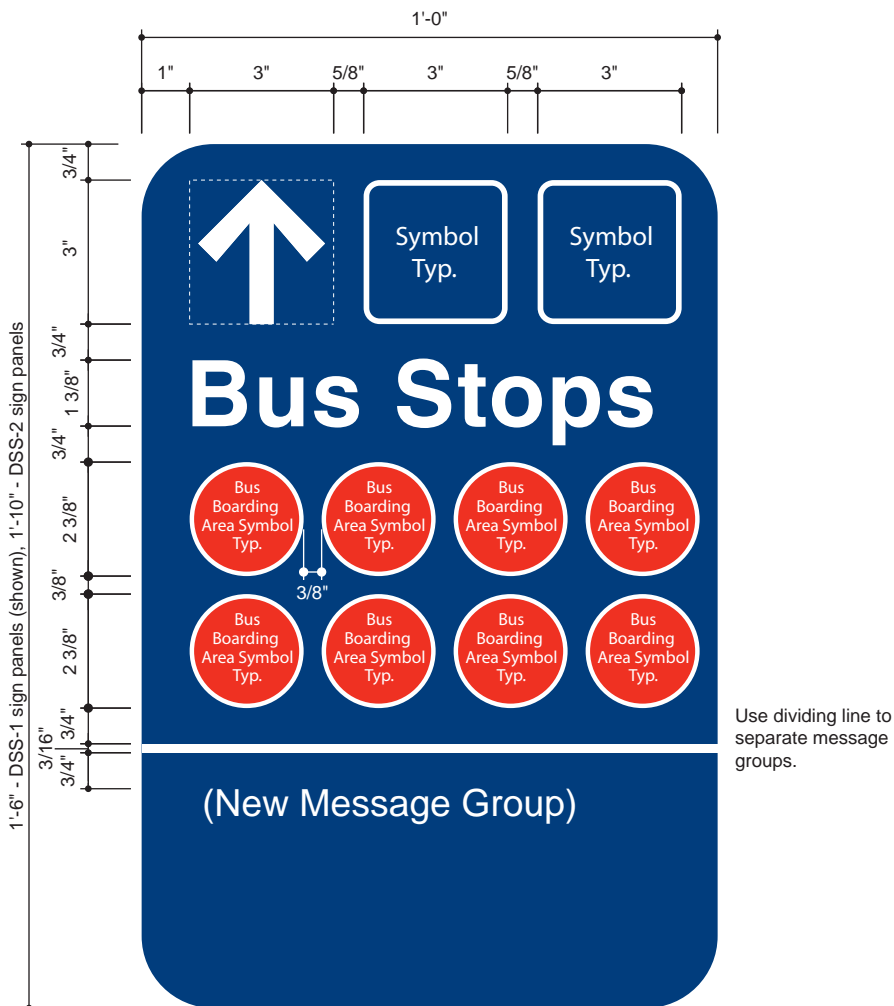 1'-0"
1" 3" 5/8" 3" 5/8" 3"
3/4"
3"
3/4"
1 3/8"
3/4"
2 3/8"
3/8"
2 3/8"
3/4"
3/16"
3/4"
1'-6" - DSS-1 sign panels (shown), 1'-10" - DSS-2 sign panels
Symbol
Typ.
Symbol
Typ.
Bus Stops
Bus
Boarding
Area Symbol
Typ.
Bus
Boarding
Area Symbol
Typ.
Bus
Boarding
Area Symbol
Typ.
Bus
Boarding
Area Symbol
Typ.
3/8"
Bus
Boarding
Area Symbol
Typ.
Bus
Boarding
Area Symbol
Typ.
Bus
Boarding
Area Symbol
Typ.
Bus
Boarding
Area Symbol
Typ.
Use dividing line to
separate message
groups.
(New Message Group)